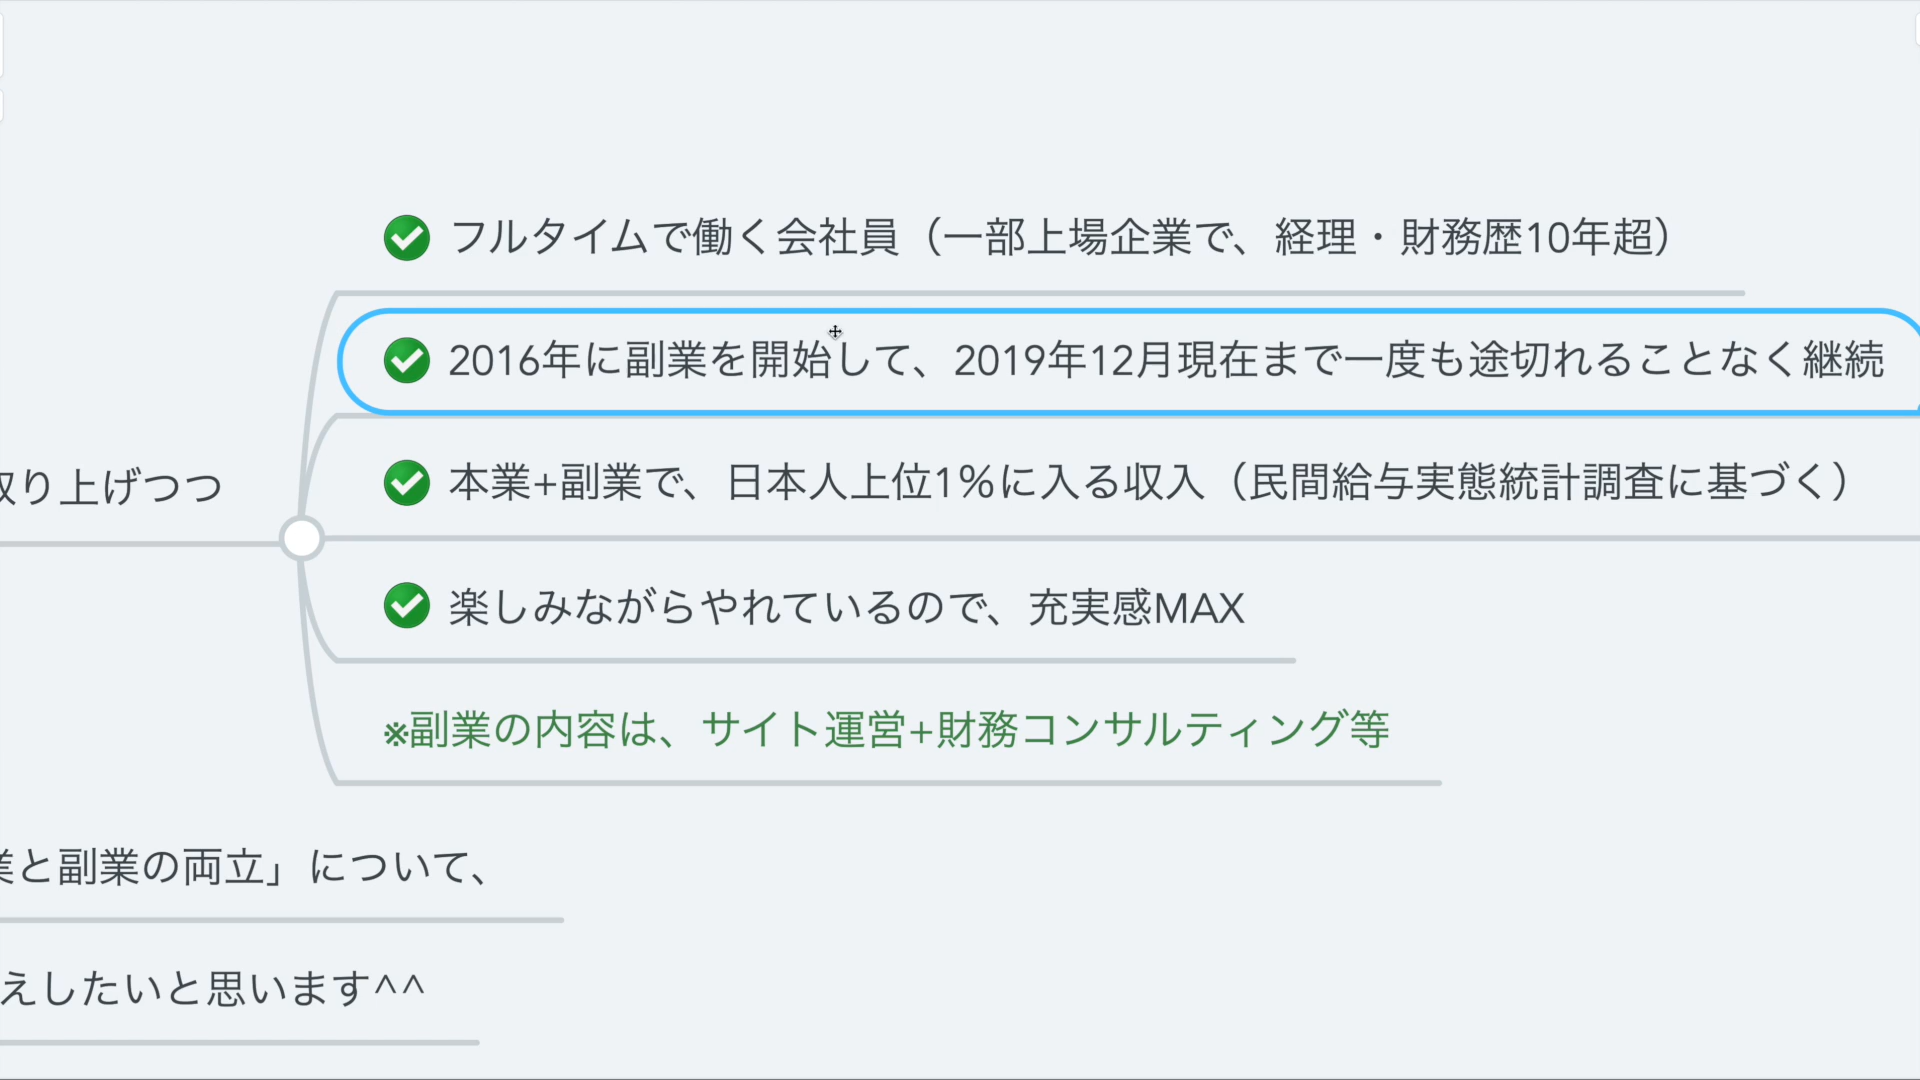 フルタイムで働く会社員（一部上場企業で、経理・財務歴10年超）
2016年に副業を開始して、2019年12月現在まで一度も途切れることなく継続
本業+副業で、日本人上位1%に入る収入（民間給与実態統計調査に基づく）
取り上げつつ
楽しみながらやれているので、充実感MAX
※副業の内容は、サイト運営+財務コンサルティング等
業と副業の両立」について、
えしたいと思います^^